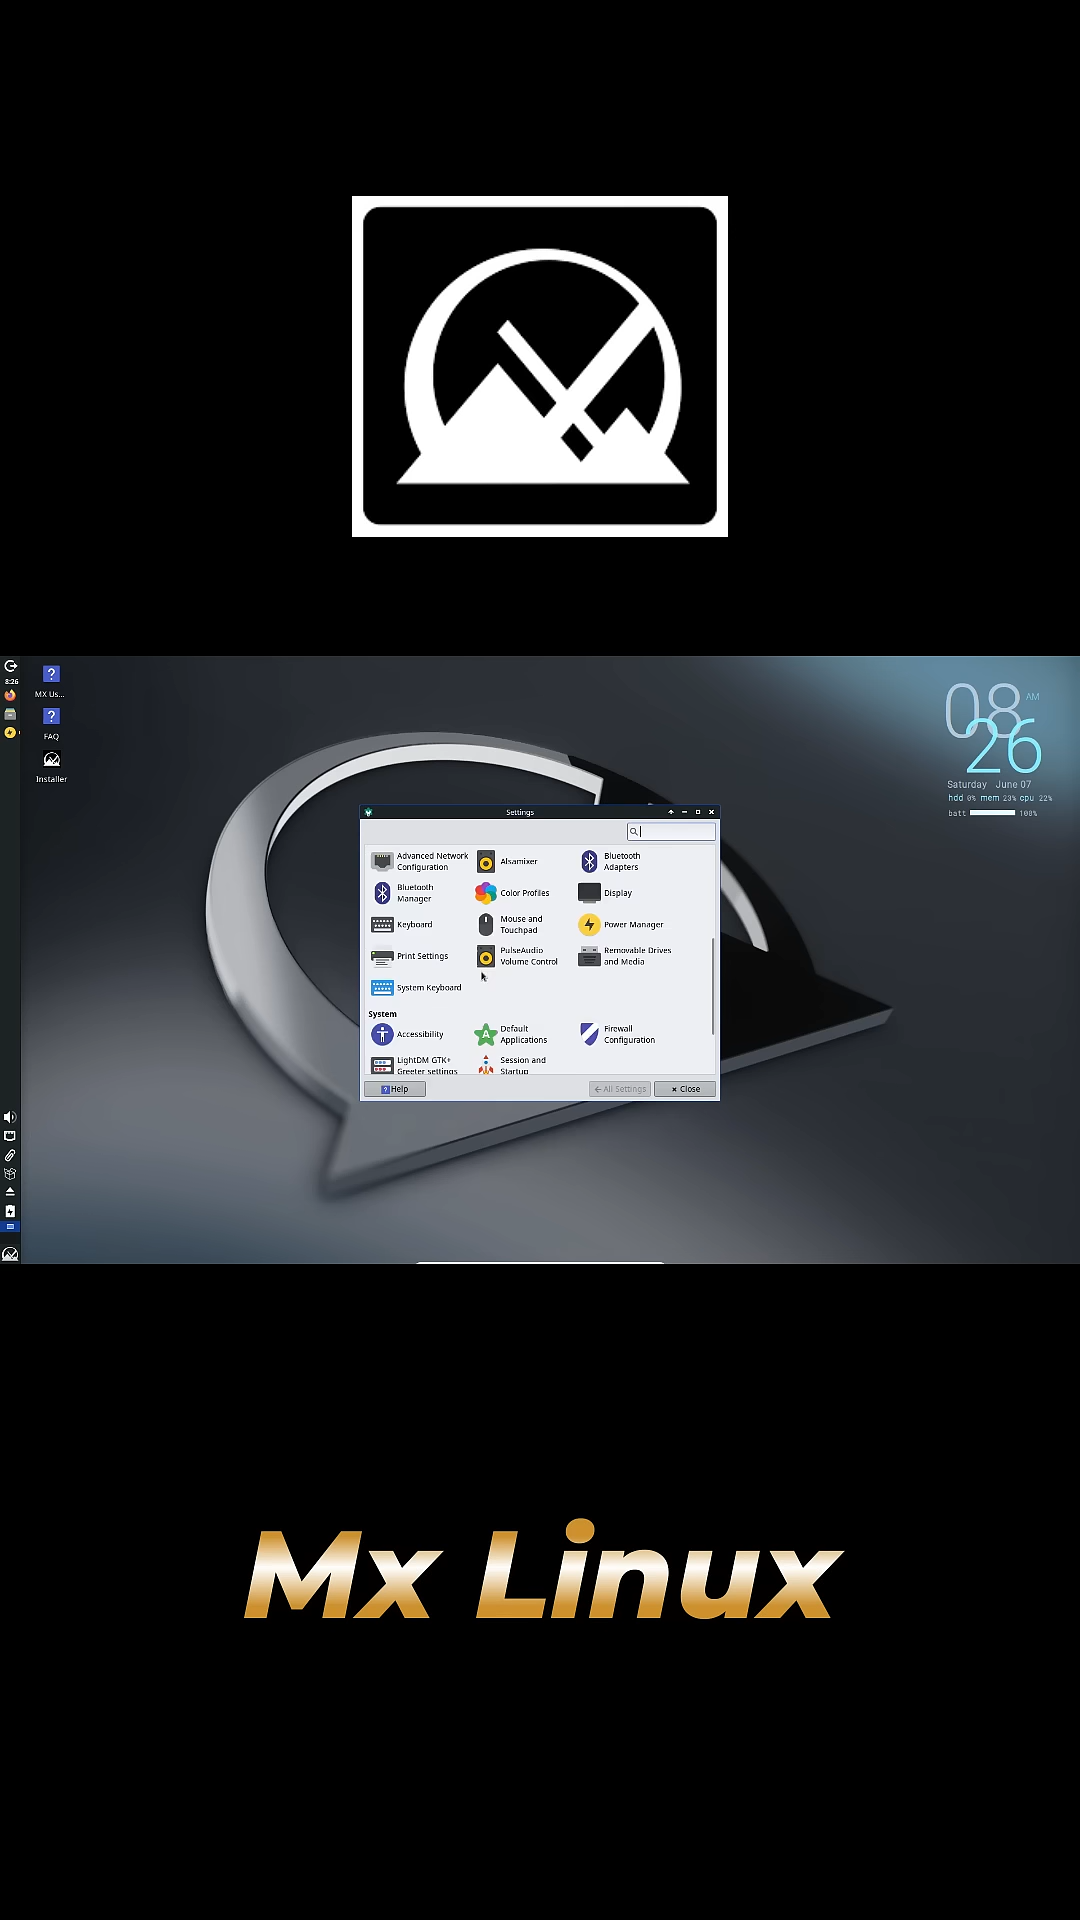 8:26
MX Us...
FAQ
Installer
08 AM
26
Saturday June 07
hdd 0% mem 23% cpu 22%
batt 100%
Settings
Advanced Network
Configuration
Alsamixer
Bluetooth
Adapters
Bluetooth
Manager
Color Profiles
Display
Keyboard
Mouse and
Touchpad
Power Manager
Print Settings
PulseAudio
Volume Control
Removable Drives
and Media
System Keyboard
System
Accessibility
Default
Applications
Firewall
Configuration
LightDM GTK+
Greeter settings
Session and
Startup
Help
All Settings
Close
Mx Linux